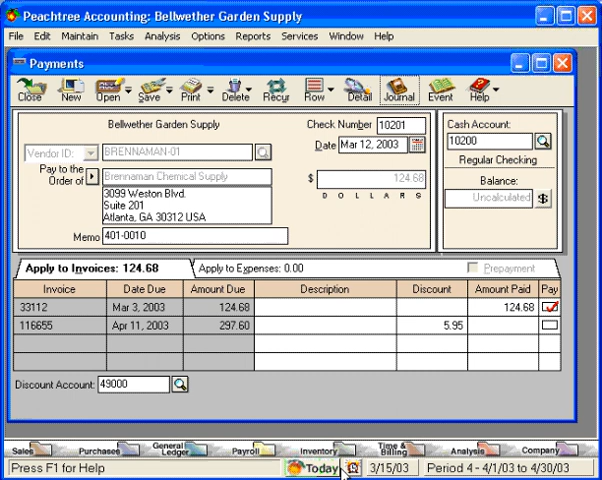 Peachtree Accounting: Bellwether Garden Supply
File Edit Maintain Tasks Analysis Options Reports Services Window Help
Payments
Close New Open Save Print Delete Recur Row Detail Journal Event Help
Bellwether Garden Supply
Check Number 10201
Date Mar 12, 2003
Vendor ID: BRENNAMAN-01
Pay to the Order of Brennaman Chemical Supply
$ 124.68
DOLLARS
3099 Weston Blvd.
Suite 201
Atlanta, GA 30312 USA
Memo 401-0010
Cash Account:
10200
Regular Checking
Balance:
Uncalculated $
Apply to Invoices: 124.68 Apply to Expenses: 0.00 Prepayment
Invoice Date Due Amount Due Description Discount Amount Paid Pay
33112 Mar 3, 2003 124.68 124.68
116655 Apr 11, 2003 297.60 5.95
Discount Account: 49000
Sales Purchases General Ledger Payroll Inventory Time & Billing Analysis Company
Press F1 for Help Today 3/15/03 Period 4 - 4/1/03 to 4/30/03